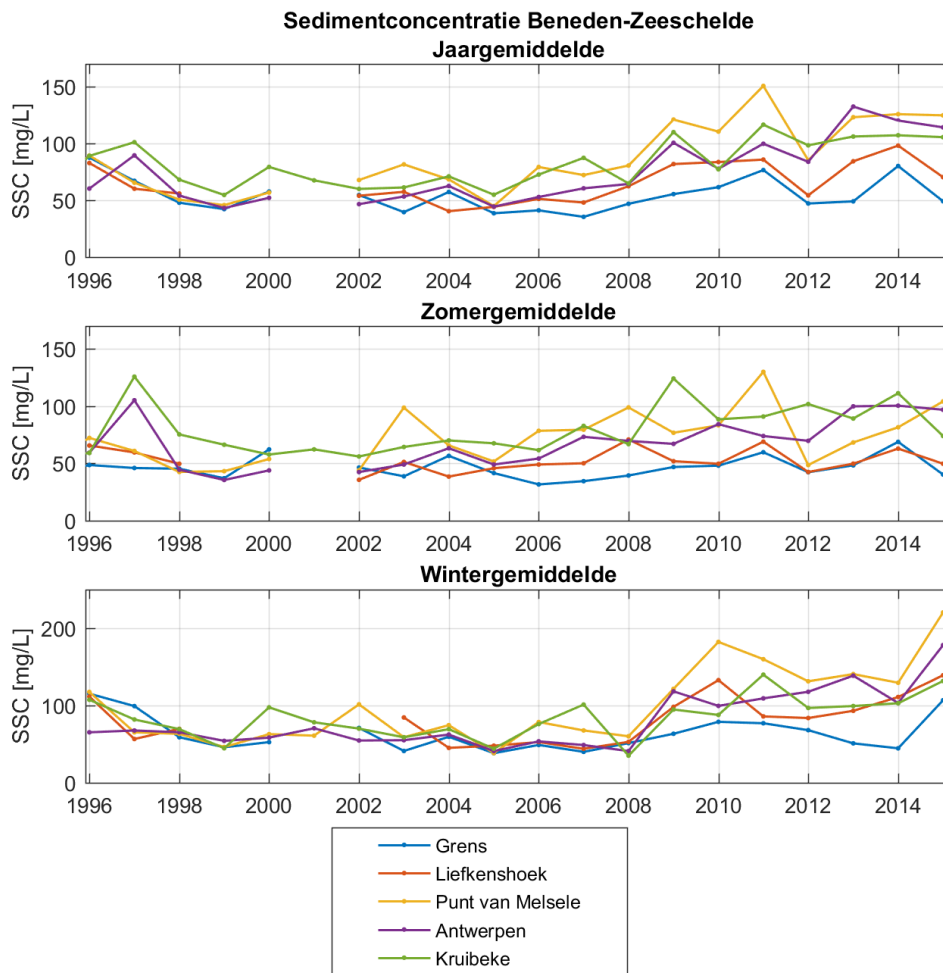 Sedimentconcentratie Beneden-Zeeschelde
Jaargemiddelde
150
100
50
0
SSC [mg/L]
1996 1998 2000 2002 2004 2006 2008 2010 2012 2014
Zomergemiddelde
150
100
50
0
SSC [mg/L]
1996 1998 2000 2002 2004 2006 2008 2010 2012 2014
Wintergemiddelde
200
100
0
SSC [mg/L]
1996 1998 2000 2002 2004 2006 2008 2010 2012 2014
Grens
Liefkenshoek
Punt van Melsele
Antwerpen
Kruibeke